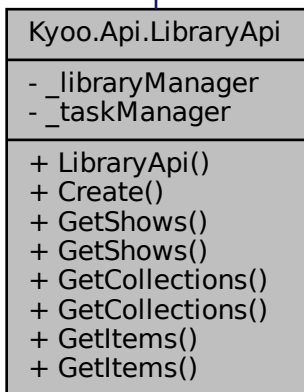 Kyoo.Api.LibraryApi
- _libraryManager
- _taskManager
+ LibraryApi()
+ Create()
+ GetShows()
+ GetShows()
+ GetCollections()
+ GetCollections()
+ GetItems()
+ GetItems()